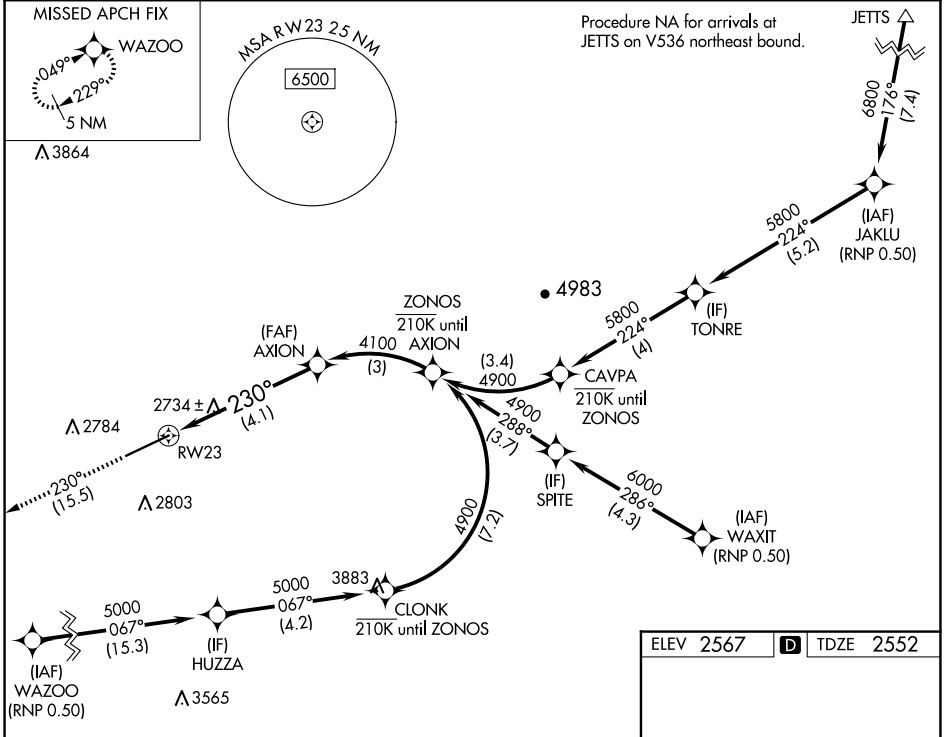 MISSED APCH FIX
WAZOO
049°
229°
5 NM
3864
MSA RW23 25 NM
6500
Procedure NA for arrivals at
JETTS on V536 northeast bound.
JETTS
6800
176°
(7.4)
(IAF)
JAKLU
(RNP 0.50)
5800
224°
(5.2)
(IF)
TONRE
4983
5800
224°
(4)
CAVPA
210K until
ZONOS
(3.4)
4900
ZONOS
210K until
AXION
4100
(3)
(FAF)
AXION
230°
(4.1)
2734 ±
2784
RW23
230°
(15.5)
2803
4900
288°
(3.7)
(IF)
SPITE
6000
286°
(4.3)
(IAF)
WAXIT
(RNP 0.50)
4900
(7.2)
3883
CLONK
210K until ZONOS
5000
067°
(4.2)
(IF)
HUZZA
5000
067°
(15.3)
(IAF)
WAZOO
(RNP 0.50)
3565
ELEV 2567 D TDZE 2552